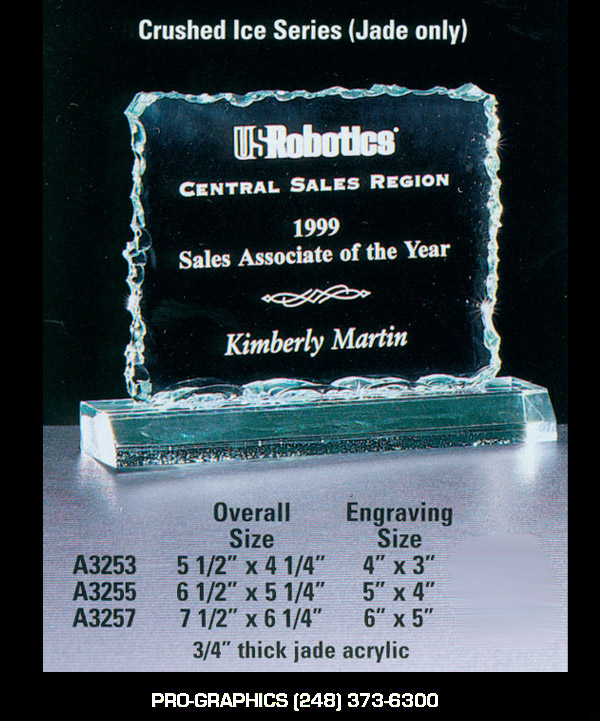 Crushed Ice Series (Jade only)
USRobotics
CENTRAL SALES REGION
1999
Sales Associate of the Year
Kimberly Martin
Overall Engraving
Size Size
A3253 5 1/2" x 4 1/4" 4" x 3"
A3255 6 1/2" x 5 1/4" 5" x 4"
A3257 7 1/2" x 6 1/4" 6" x 5"
3/4" thick jade acrylic
PRO-GRAPHICS (248) 373-6300